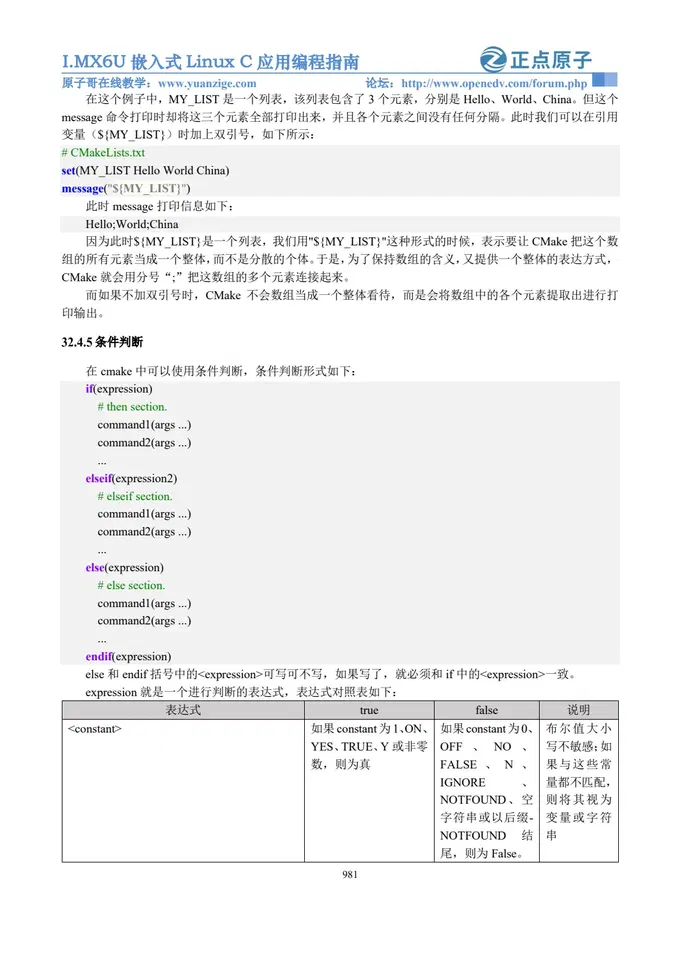 I.MX6U 嵌入式 Linux C 应用编程指南
正点原子
原子哥在线教学：www.yuanzige.com
论坛：http://www.openedv.com/forum.php
在这个例子中，MY_LIST 是一个列表，该列表包含了 3 个元素，分别是 Hello、World、China。但这个
message 命令打印时却将这三个元素全部打印出来，并且各个元素之间没有任何分隔。此时我们可以在引用
变量（${MY_LIST}）时加上双引号，如下所示：
# CMakeLists.txt
set(MY_LIST Hello World China)
message("${MY_LIST}")
此时 message 打印信息如下：
Hello;World;China
因为此时${MY_LIST}是一个列表，我们用"${MY_LIST}"这种形式的时候，表示要让 CMake 把这个数
组的所有元素当成一个整体，而不是分散的个体。于是，为了保持数组的含义，又提供一个整体的表达方式，
CMake 就会用分号“;”把这数组的多个元素连接起来。
而如果不加双引号时，CMake 不会数组当成一个整体看待，而是会将数组中的各个元素提取出进行打
印输出。
32.4.5 条件判断
在 cmake 中可以使用条件判断，条件判断形式如下：
if(expression)
# then section.
command1(args ...)
command2(args ...)
...
elseif(expression2)
# elseif section.
command1(args ...)
command2(args ...)
...
else(expression)
# else section.
command1(args ...)
command2(args ...)
...
endif(expression)
else 和 endif 括号中的<expression>可写可不写，如果写了，就必须和 if 中的<expression>一致。
expression 就是一个进行判断的表达式，表达式对照表如下：
表达式
true
false
说明
<constant>
如果 constant 为 1、ON、
YES、TRUE、Y 或非零
数，则为真
如果 constant 为 0、
OFF 、 NO 、
FALSE 、 N 、
IGNORE 、
NOTFOUND 、空
字符串或以后缀-
NOTFOUND 结
尾，则为 False。
布尔值大小
写不敏感；如
果与这些常
量都不匹配，
则将其视为
变量或字符
串
981